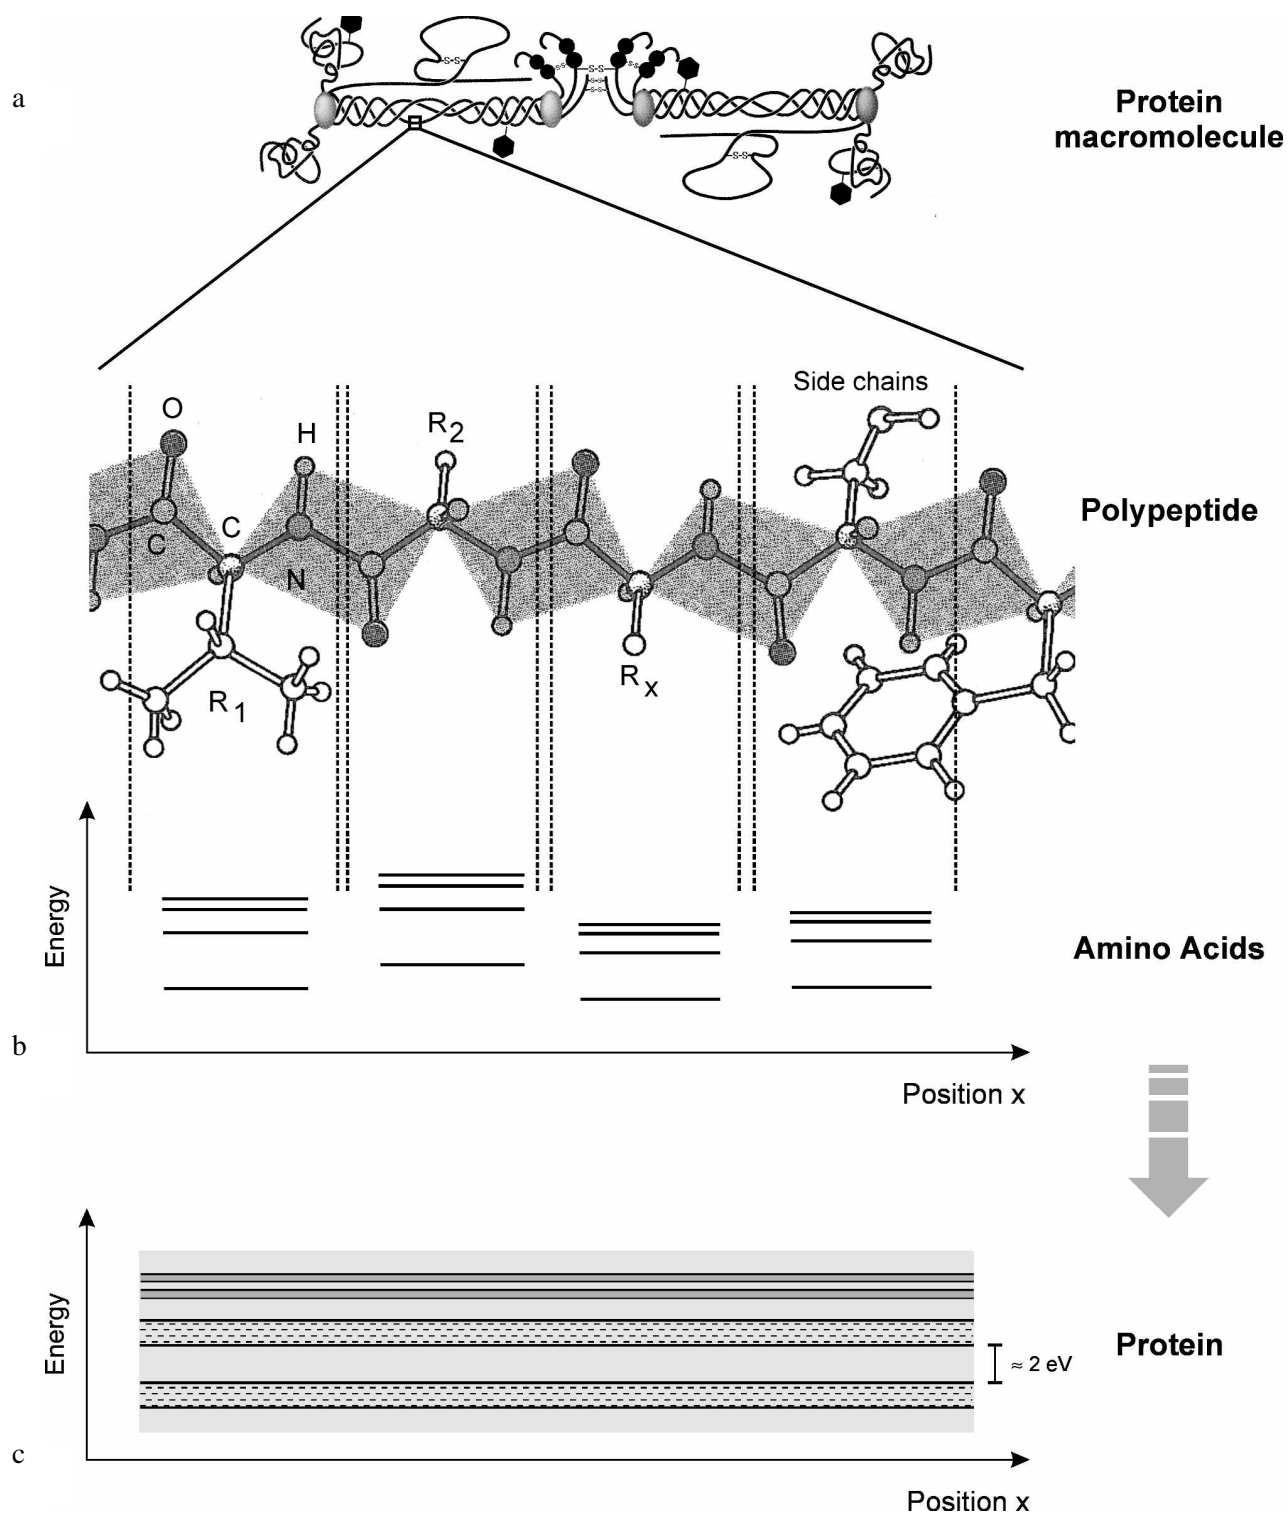 S-S
S-S
S-S
S-S
S-S
S-S
a
Protein
macromolecule
S-S
Side chains
O
H
R2
C
C
N
Polypeptide
R1
Rx
Energy
Amino Acids
b
Position x
Energy
≈ 2 eV
Protein
c
Position x